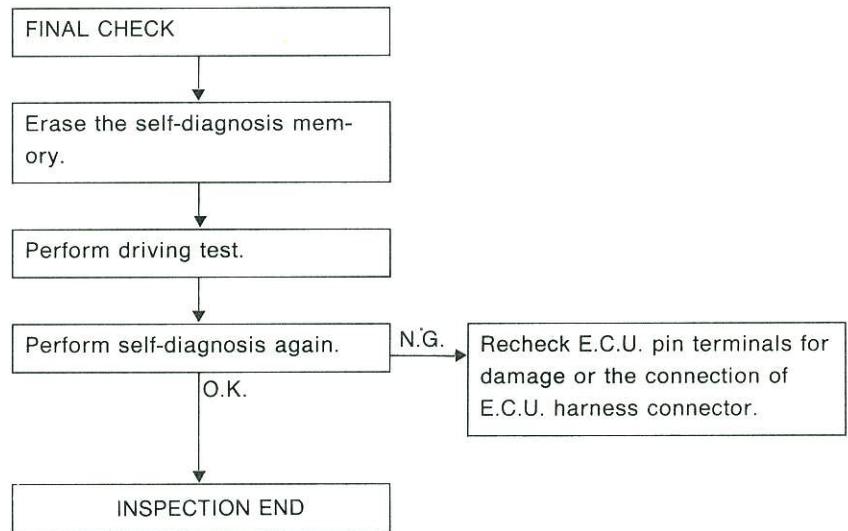 FINAL CHECK
Erase the self-diagnosis mem-
ory.
Perform driving test.
Perform self-diagnosis again.
N.G.
Recheck E.C.U. pin terminals for
damage or the connection of
E.C.U. harness connector.
O.K.
INSPECTION END